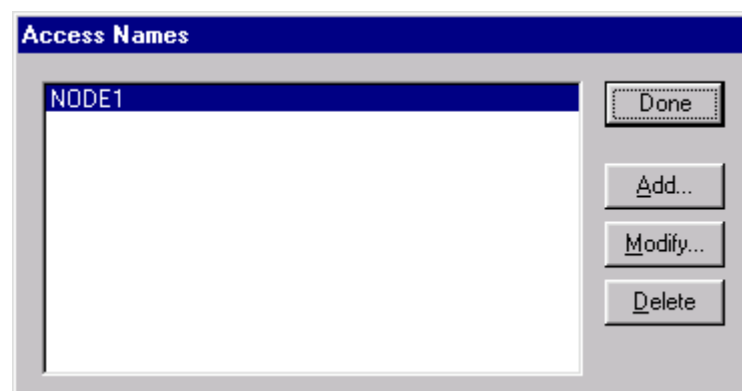 Access Names
NODE1
Done
Add...
Modify...
Delete